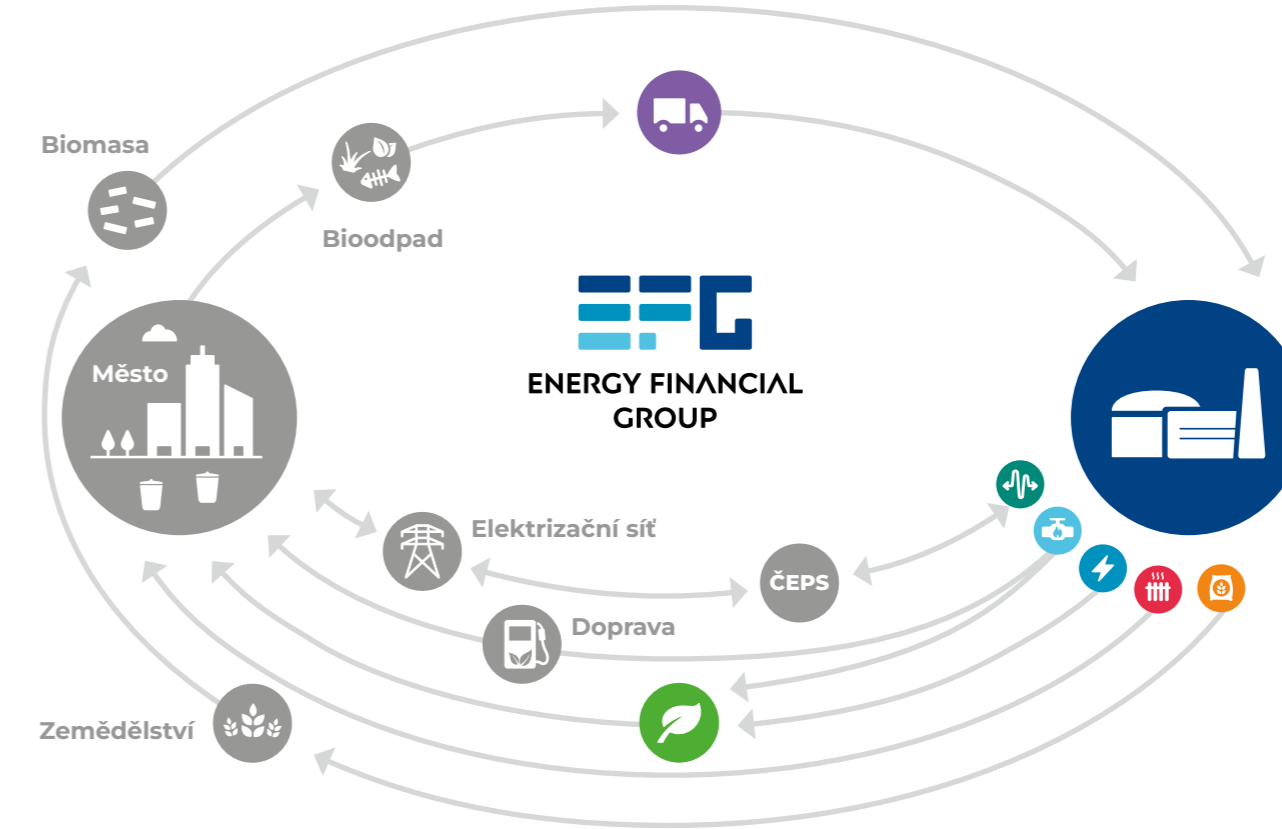 Biomasa
Bioodpad
Město
ENERGY FINANCIAL
GROUP
Elektrizační síť
ČEPS
Doprava
Zemědělství